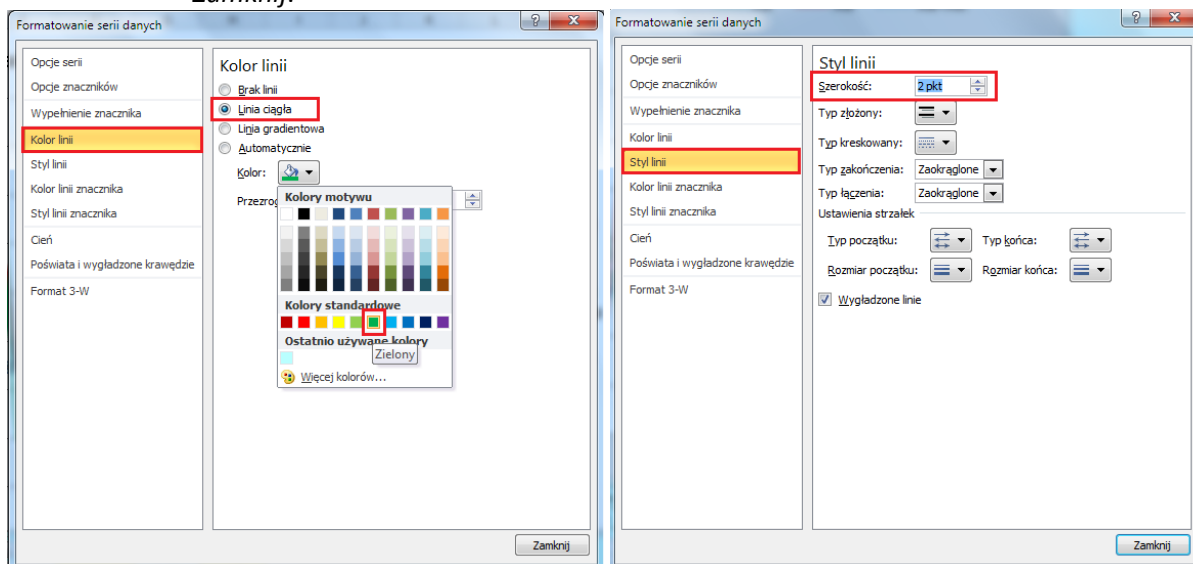 Zamknij.
Formatowanie serii danych
Opcje serii
Opcje znaczników
Wypełnienie znacznika
Kolor linii
Styl linii
Kolor linii znacznika
Styl linii znacznika
Cień
Poświata i wygładzone krawędzie
Format 3-W
Kolor linii
Brak linii
Linia ciągła
Linia gradientowa
Automatycznie
Kolor:
Kolory motywu
Kolory standardowe
Ostatnio używane kolory
Zielony
Więcej kolorów...
Zamknij
Formatowanie serii danych
Opcje serii
Opcje znaczników
Wypełnienie znacznika
Kolor linii
Styl linii
Kolor linii znacznika
Styl linii znacznika
Cień
Poświata i wygładzone krawędzie
Format 3-W
Styl linii
Szerokość: 2 pkt
Typ złożony:
Typ kreskowany:
Typ zakończenia: Zaokrąglone
Typ łączenia: Zaokrąglone
Ustawienia strzałek
Typ początku: Typ końca:
Rozmiar początku: Rozmiar końca:
Wygładzone linie
Zamknij